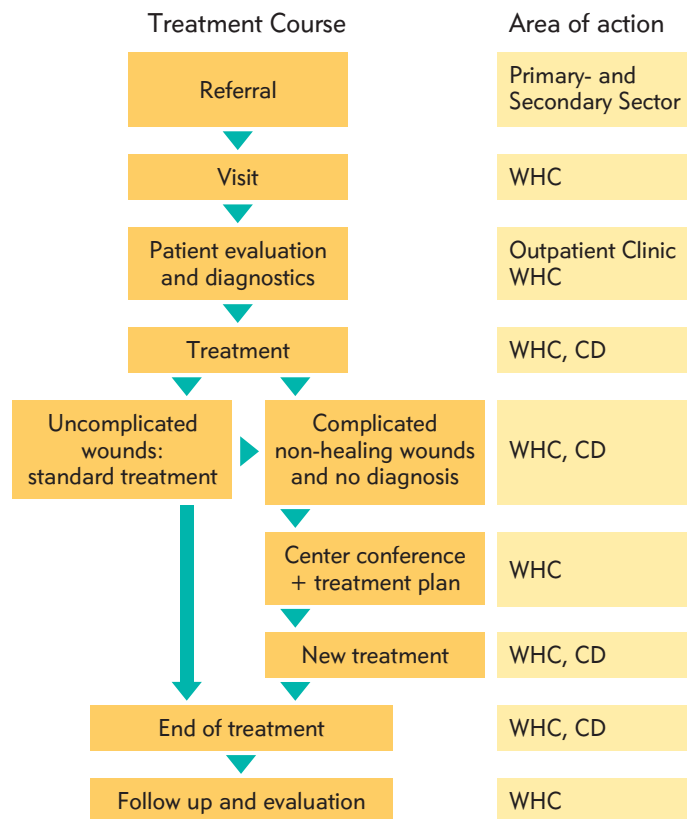 Treatment Course
Area of action
Referral
Primary- and
Secondary Sector
Visit
WHC
Patient evaluation
and diagnostics
Outpatient Clinic
WHC
Treatment
WHC, CD
Uncomplicated
wounds:
standard treatment
Complicated
non-healing wounds
and no diagnosis
WHC, CD
Center conference
+ treatment plan
WHC
New treatment
WHC, CD
End of treatment
WHC, CD
Follow up and evaluation
WHC